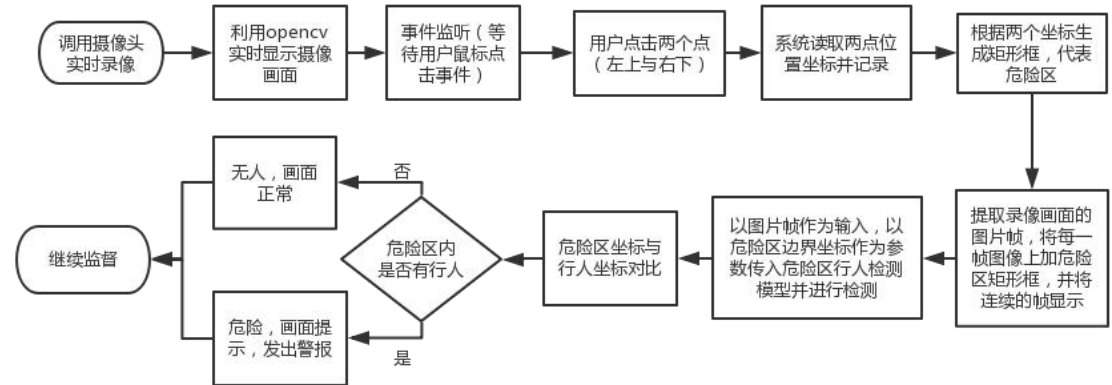 调用摄像头
实时录像
利用opencv
实时显示摄像
画面
事件监听（等
待用户鼠标点
击事件）
用户点击两个点
（左上与右下）
系统读取两点位
置坐标并记录
根据两个坐标生
成矩形框，代表
危险区
提取录像画面的
图片帧，将每一
帧图像上加危险
区矩形框，并将
连续的帧显示
以图片帧作为输入，以
危险区边界坐标作为参
数传入危险区行人检测
模型并进行检测
危险区坐标与
行人坐标对比
危险区内
是否有行人
否
无人，画面
正常
是
危险，画面提
示，发出警报
继续监督